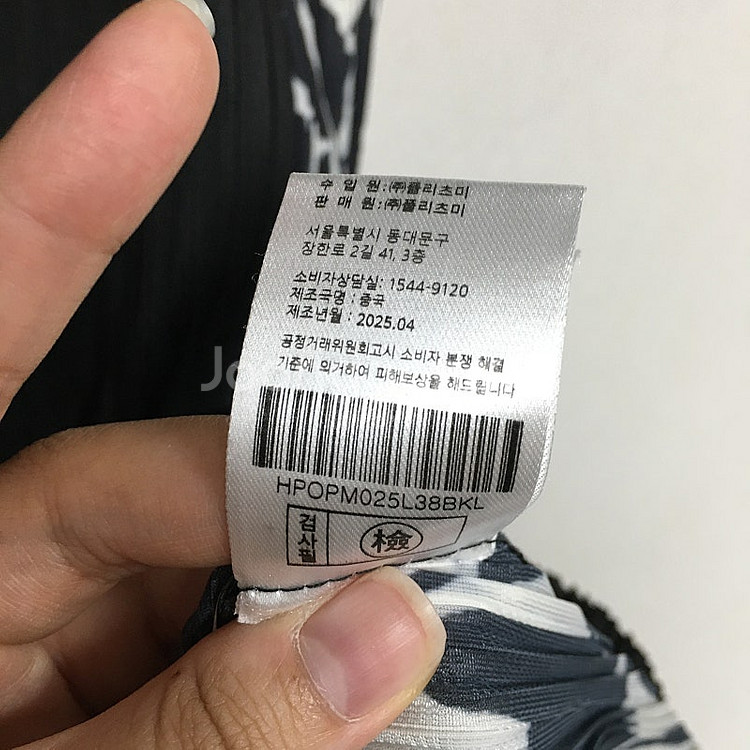 수 입 원:㈜플리츠미
판 매 원:㈜플리츠미
서울특별시 동대문구
장한로 2길 41, 3층
소비자상담실: 1544-9120
제조국명 : 중국
제조년월 : 2025.04
공정거래위원회고시 소비자 분쟁 해결
기준에 의거하여 피해보상을 해드립니다
HPOPM025L38BKL
검사필 檢